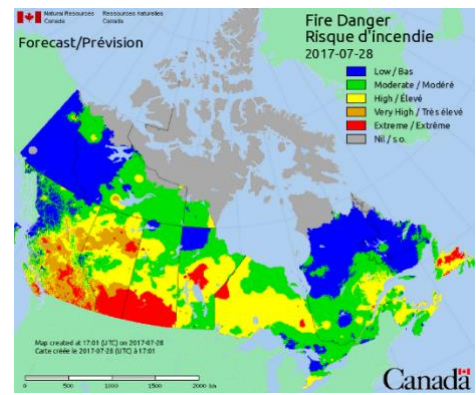 Natural Resources Canada
Ressources naturelles Canada
Forecast/Prévision
Fire Danger
Risque d'incendie
2017-07-28
Low / Bas
Moderate / Modéré
High / Élevé
Very High / Très élevé
Extreme / Extrême
Nil / s.o.
Map created at 17:01 (UTC) on 2017-07-28
Carte créée le 2017-07-28 (UTC) à 17:01
0 500 1000 1500 2000 km
Canada